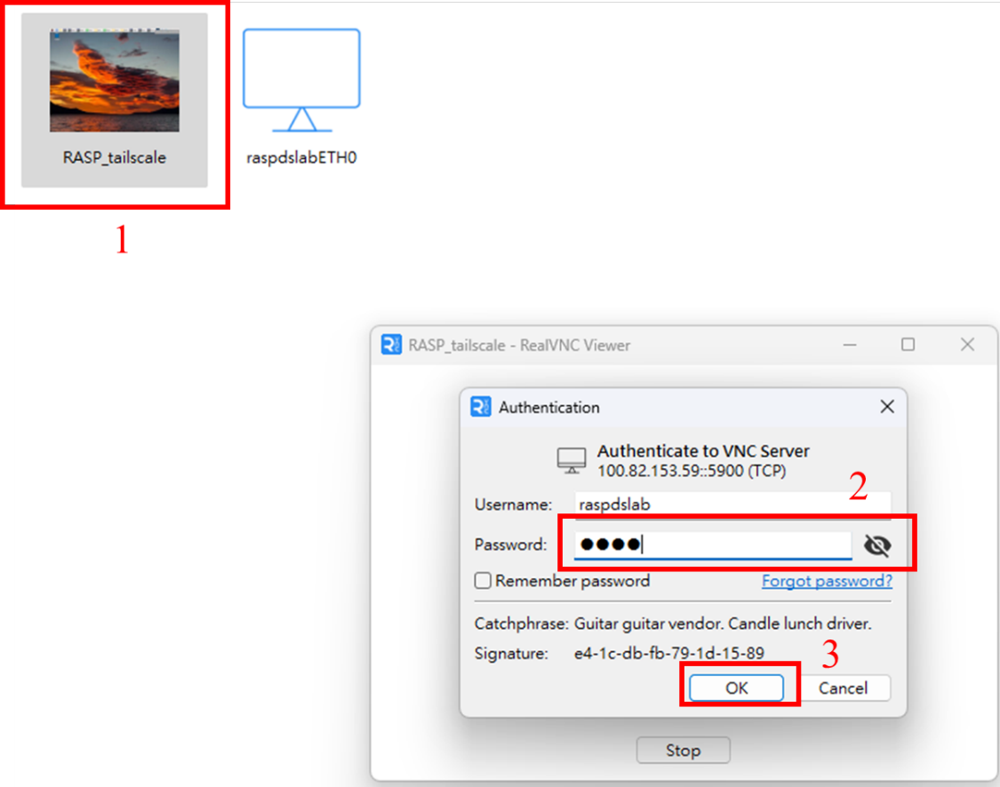 RASP_tailscale
raspdslabETH0
1
RASP_tailscale - RealVNC Viewer
Authentication
Authenticate to VNC Server
100.82.153.59::5900 (TCP)
2
Username: raspdslab
Password: ●●●●
Remember password Forgot password?
Catchphrase: Guitar guitar vendor. Candle lunch driver.
Signature: e4-1c-db-fb-79-1d-15-89
3
OK Cancel
Stop